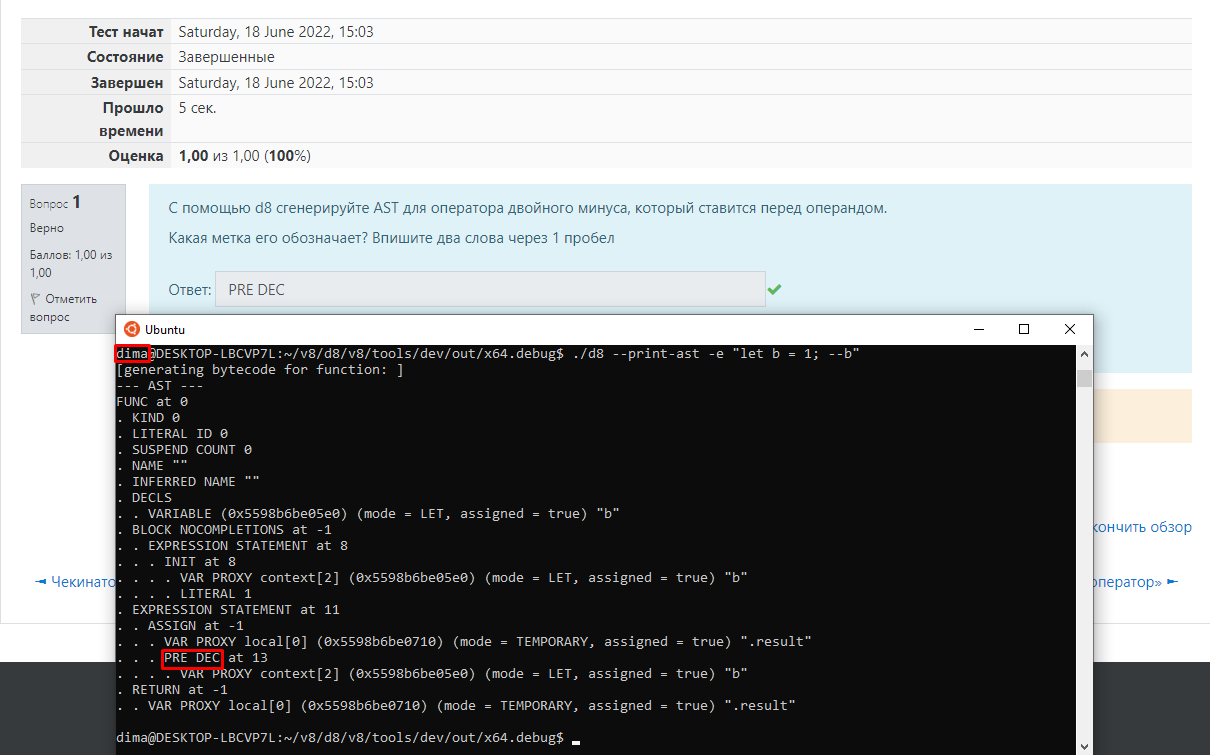 Тест начат Saturday, 18 June 2022, 15:03
Состояние Завершенные
Завершен Saturday, 18 June 2022, 15:03
Прошло времени 5 сек.
Оценка 1,00 из 1,00 (100%)
Вопрос 1
Верно
Баллов: 1,00 из
1,00
Отметить
вопрос
С помощью d8 сгенерируйте AST для оператора двойного минуса, который ставится перед операндом.
Какая метка его обозначает? Впишите два слова через 1 пробел
Ответ: PRE DEC
Ubuntu
dima@DESKTOP-LBCVP7L:~/v8/d8/v8/tools/dev/out/x64.debug$ ./d8 --print-ast -e "let b = 1; --b"
[generating bytecode for function: ]
--- AST ---
FUNC at 0
. KIND 0
. LITERAL ID 0
. SUSPEND COUNT 0
. NAME ""
. INFERRED NAME ""
. DECLS
. . VARIABLE (0x5598b6be05e0) (mode = LET, assigned = true) "b"
. BLOCK NOCOMPLETIONS at -1
. . EXPRESSION STATEMENT at 8
. . . INIT at 8
. . . . VAR PROXY context[2] (0x5598b6be05e0) (mode = LET, assigned = true) "b"
. . . . LITERAL 1
. EXPRESSION STATEMENT at 11
. . ASSIGN at -1
. . . VAR PROXY local[0] (0x5598b6be0710) (mode = TEMPORARY, assigned = true) ".result"
. . . PRE DEC at 13
. . . . VAR PROXY context[2] (0x5598b6be05e0) (mode = LET, assigned = true) "b"
. RETURN at -1
. . VAR PROXY local[0] (0x5598b6be0710) (mode = TEMPORARY, assigned = true) ".result"
dima@DESKTOP-LBCVP7L:~/v8/d8/v8/tools/dev/out/x64.debug$
кончить обзор
◄ Чекинато
оператор» ►